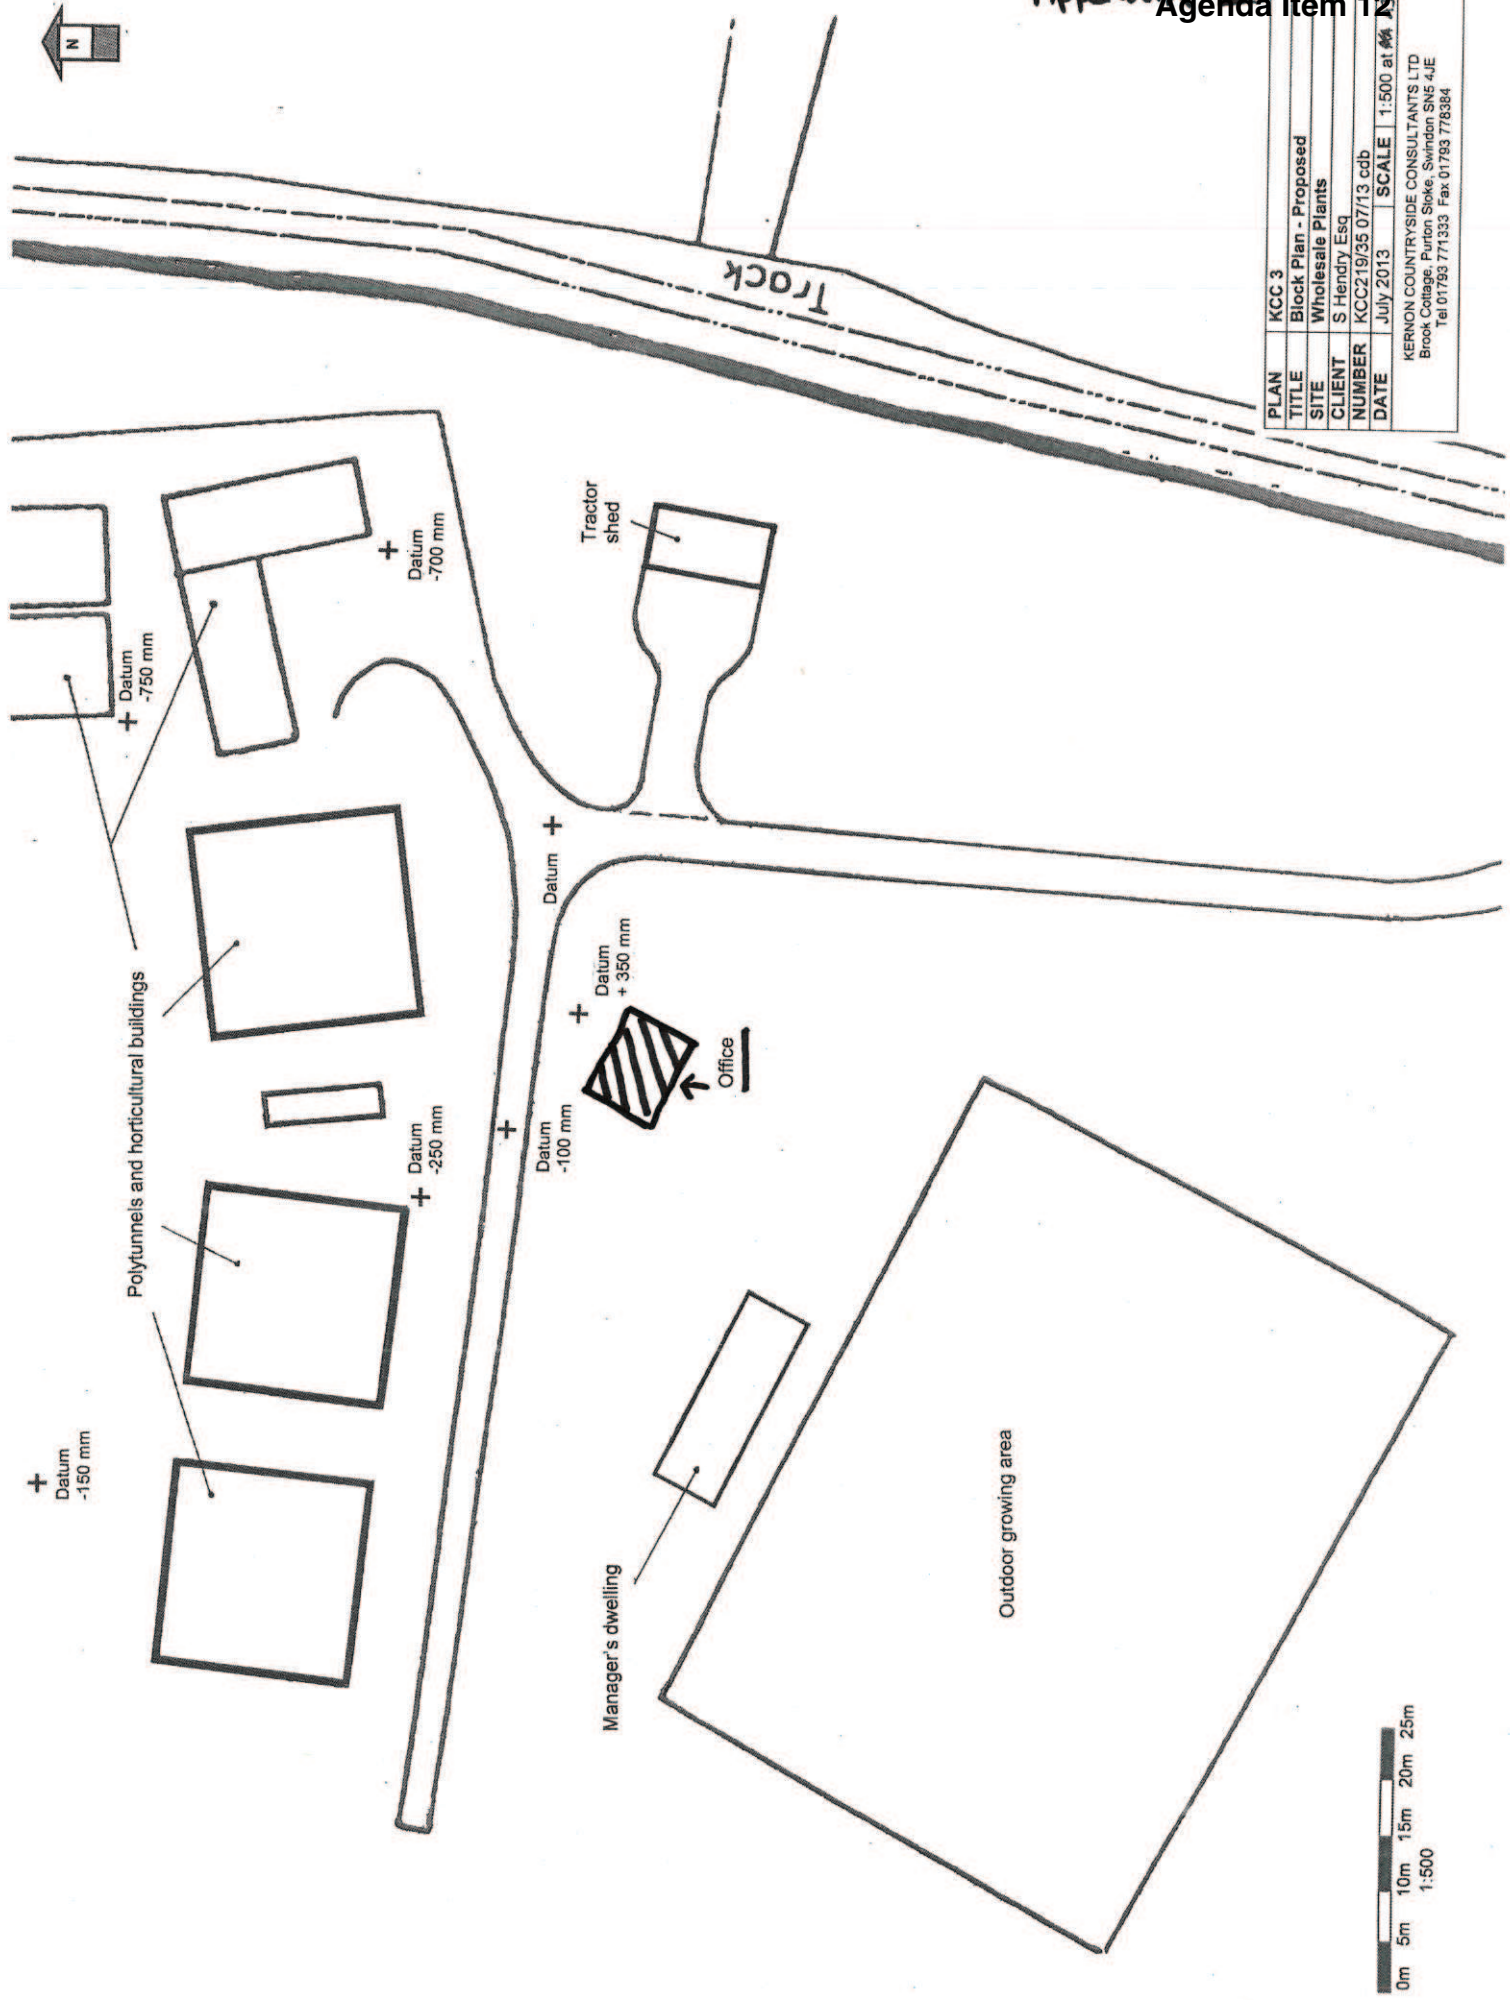 Agenda Item 12
N
PLAN KCC 3
TITLE Block Plan - Proposed
SITE Wholesale Plants
CLIENT S Hendry Esq
NUMBER KCC219/35 07/13 cdb
DATE July 2013 SCALE 1:500 at
KERNON COUNTRYSIDE CONSULTANTS LTD
Brook Cottage, Purton Stoke, Swindon SN5 4JE
Tel 01793 771333 Fax 01793 778384
Track
Datum
-150 mm
Polytunnels and horticultural buildings
Datum
-750 mm
Datum
-700 mm
Datum
-250 mm
Datum
-100 mm
Datum
Datum
+ 350 mm
Tractor
shed
Office
Manager's dwelling
Outdoor growing area
0m 5m 10m 15m 20m 25m
1:500